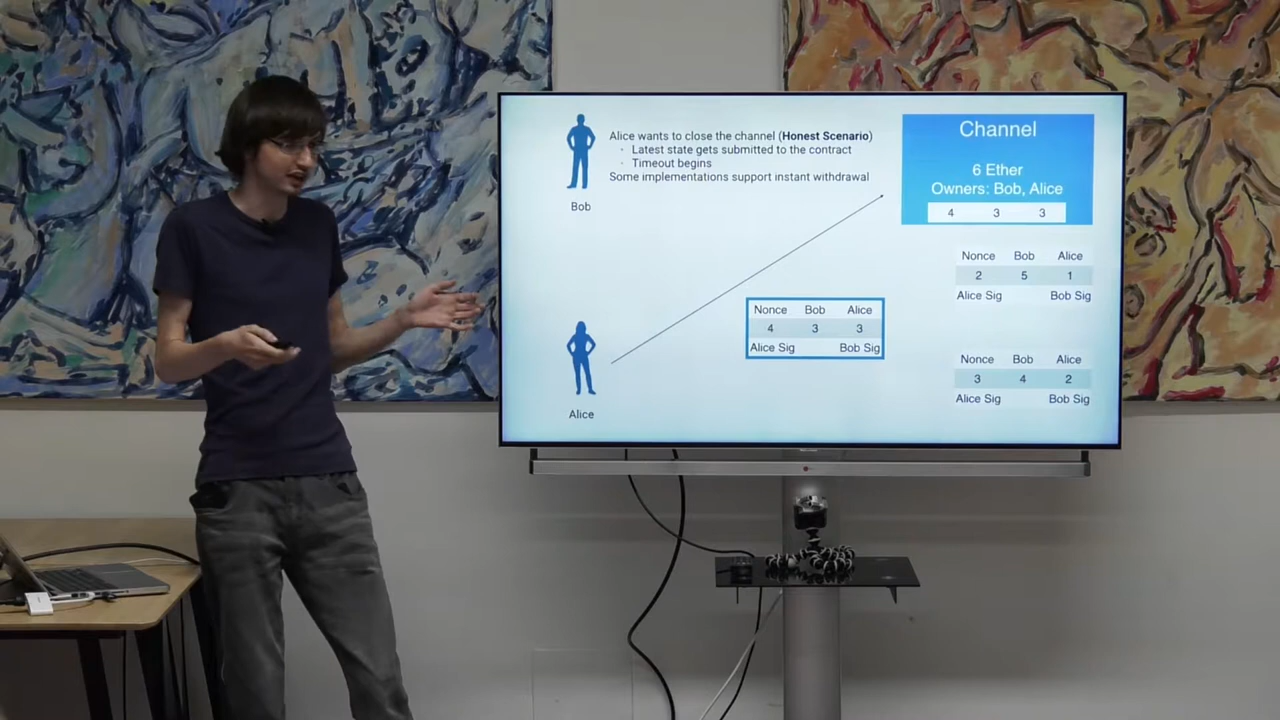 Alice wants to close the channel (Honest Scenario)
· Latest state gets submitted to the contract
· Timeout begins
Some implementations support instant withdrawal
Bob
Alice
Channel
6 Ether
Owners: Bob, Alice
4 3 3
Nonce Bob Alice
2 5 1
Alice Sig Bob Sig
Nonce Bob Alice
4 3 3
Alice Sig Bob Sig
Nonce Bob Alice
3 4 2
Alice Sig Bob Sig